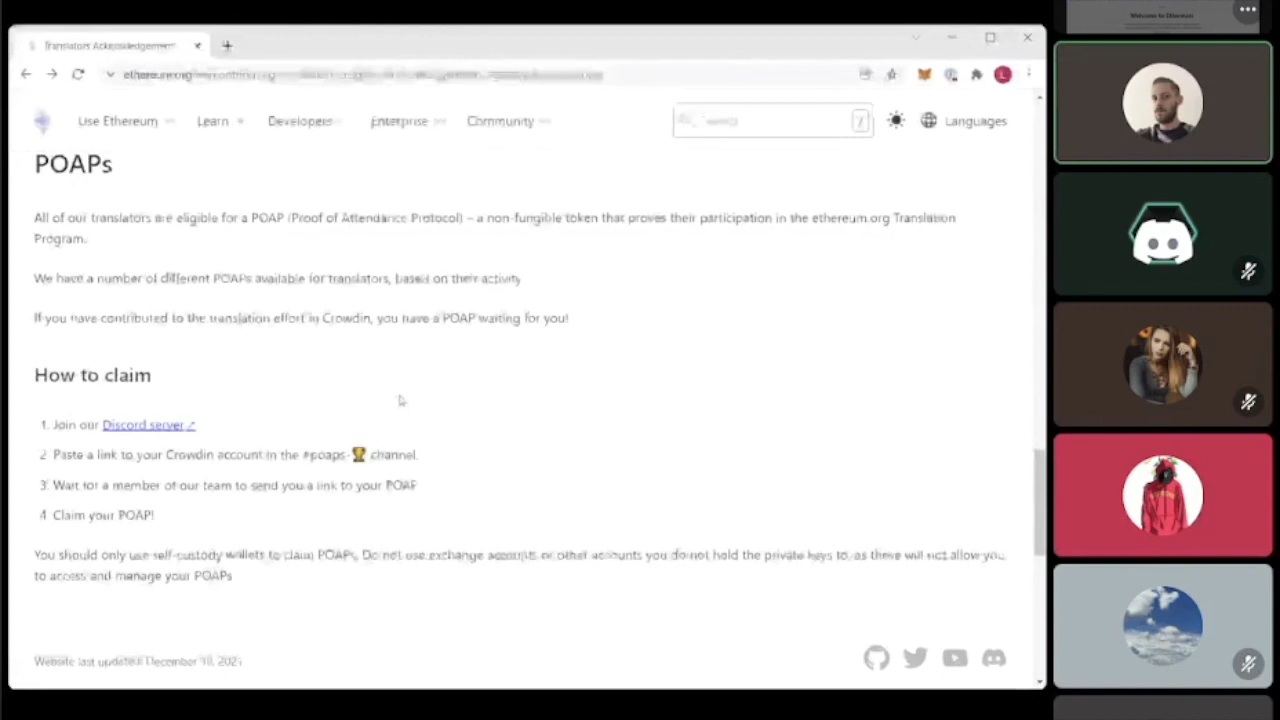 Welcome to Ethereum
Translators Acknowledgement
ethereum.org
Use Ethereum Learn Developers Enterprise Community / Languages
L
POAPs
All of our translators are eligible for a POAP (Proof of Attendance Protocol) – a non-fungible token that proves their participation in the ethereum.org Translation
Program.
We have a number of different POAPs available for translators, based on their activity
If you have contributed to the translation effort in Crowdin, you have a POAP waiting for you!
How to claim
1. Join our Discord server ↗
2 Paste a link to your Crowdin account in the #poaps-🏆 channel.
3 Wait for a member of our team to send you a link to your POAP
4 Claim your POAP!
You should only use self-custody wallets to claim POAPs. Do not use exchange accounts or other accounts you do not hold the private keys to, as these will not allow you
to access and manage your POAPs
Website last updated: December 2021